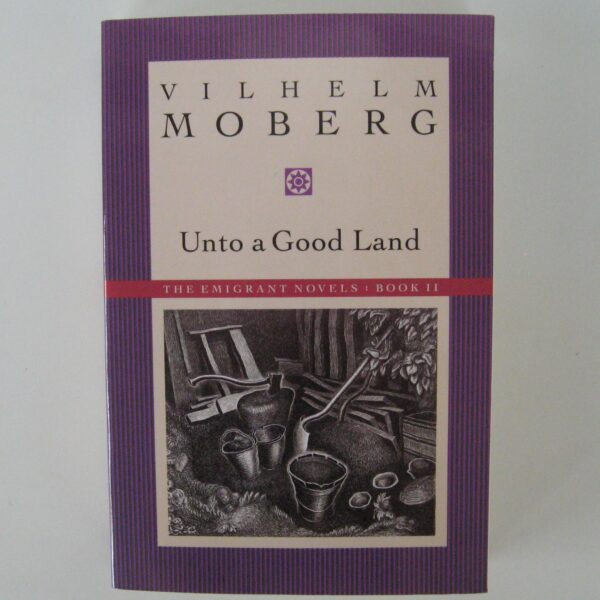 VILHELM
MOBERG
Unto a Good Land
THE EMIGRANT NOVELS : BOOK II